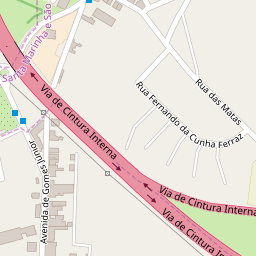 Santa Marinha e São
Via de Cintura Interna
Rua das Matas
Rua Fernando da Cunha Ferraz
Avenida de Gomes Júnior
Via de Cintura Interna
Via de Cintura Interna